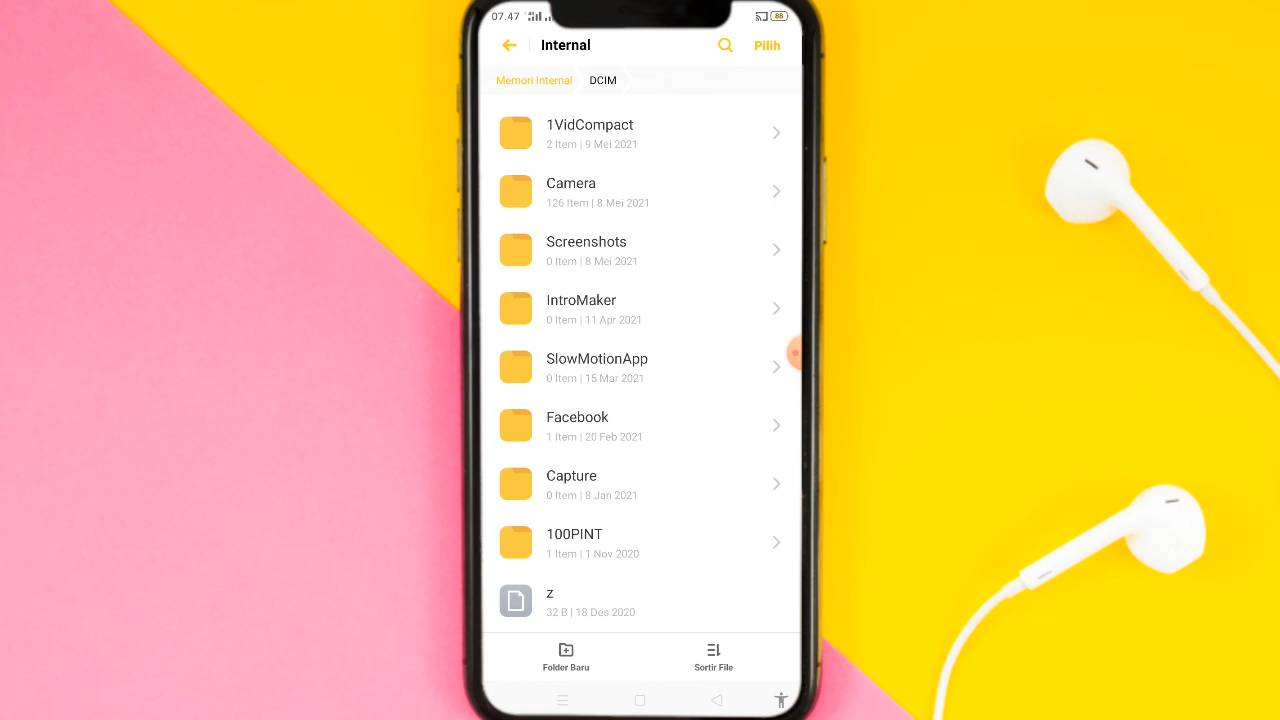 07.47
88
Internal
Pilih
Memori Internal
DCIM
1VidCompact
2 Item | 9 Mei 2021
Camera
126 Item | 8 Mei 2021
Screenshots
0 Item | 8 Mei 2021
IntroMaker
0 Item | 11 Apr 2021
SlowMotionApp
0 Item | 15 Mar 2021
Facebook
1 Item | 20 Feb 2021
Capture
0 Item | 8 Jan 2021
100PINT
1 Item | 1 Nov 2020
z
32 B | 18 Des 2020
Folder Baru
Sortir File